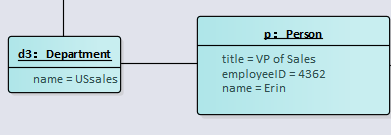 d3: Department
name = USsales
p: Person
title = VP of Sales
employeeID = 4362
name = Erin